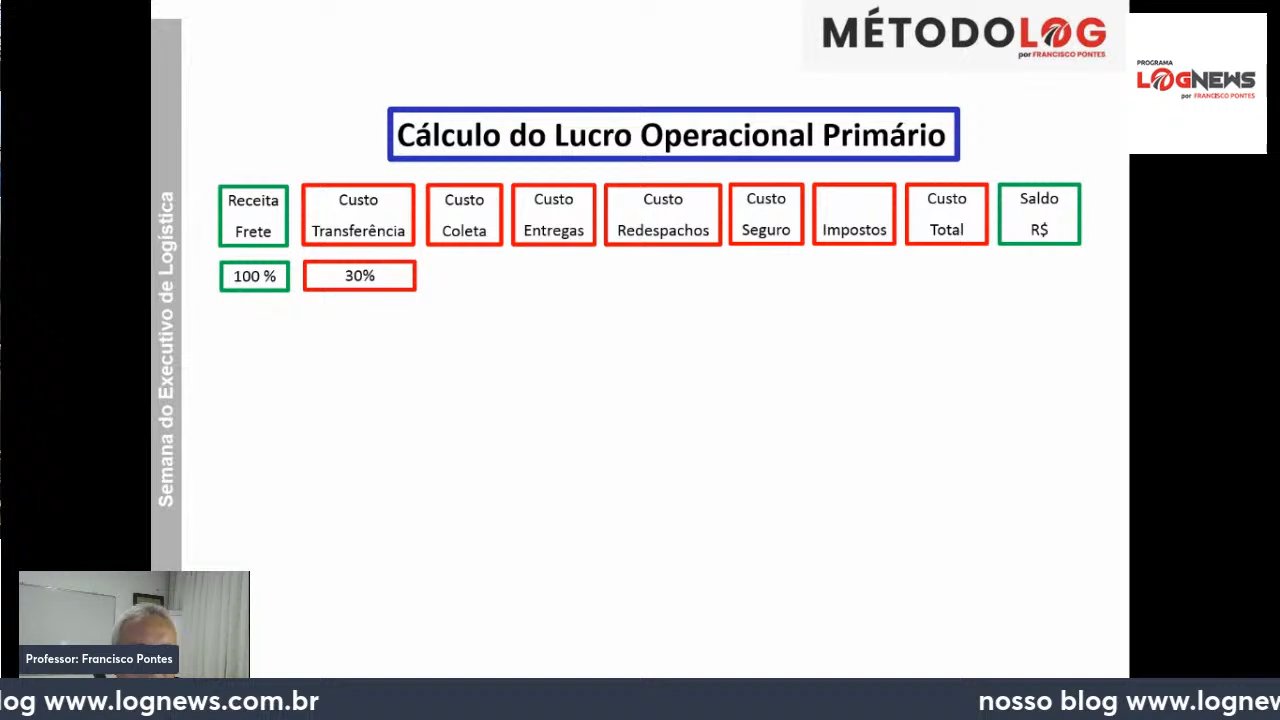 MÉTODOLOG
por FRANCISCO PONTES
PROGRAMA
LOGNEWS
por FRANCISCO PONTES
Cálculo do Lucro Operacional Primário
Receita Frete
Custo Transferência
Custo Coleta
Custo Entregas
Custo Redespachos
Custo Seguro
Impostos
Custo Total
Saldo R$
100 %
30%
Semana do Executivo de Logística
Professor: Francisco Pontes
log www.lognews.com.br
nosso blog www.lognew